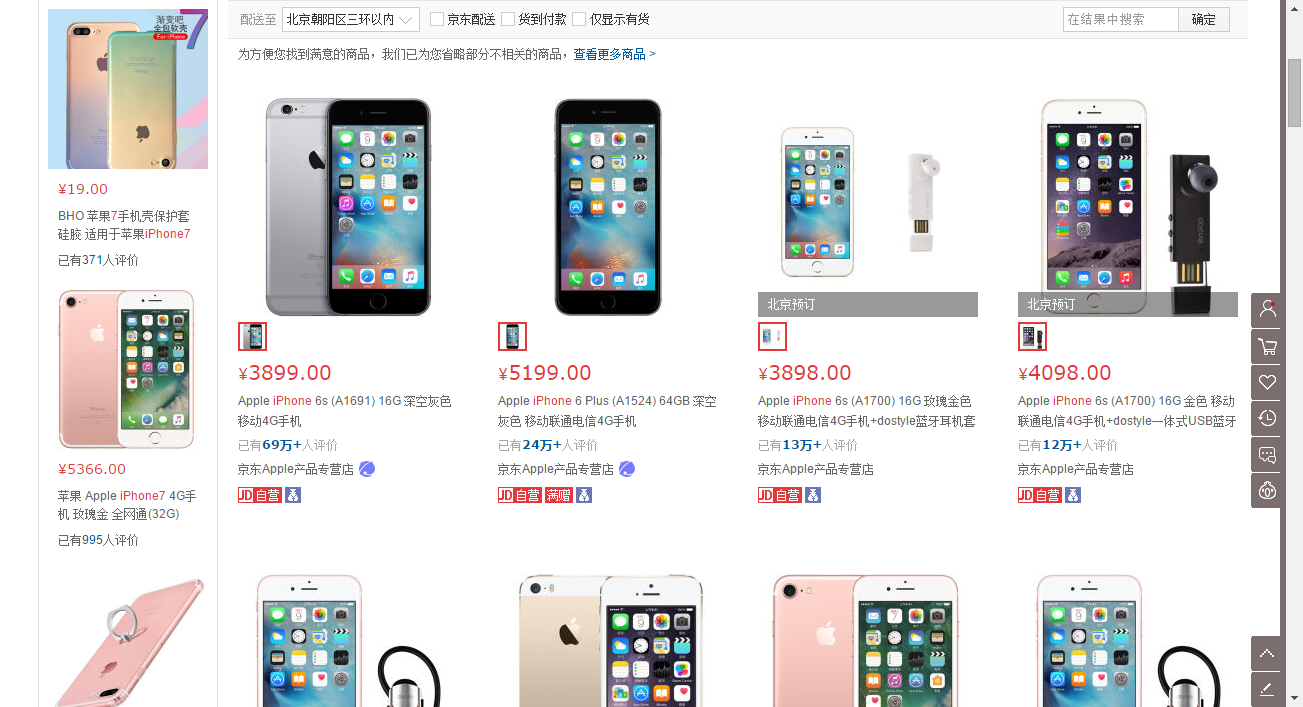 渐变吧
全包软壳
For iPhone
7
¥19.00
BHO 苹果7手机壳保护套
硅胶 适用于苹果iPhone7
已有371人评价
¥5366.00
苹果 Apple iPhone7 4G手
机 玫瑰金 全网通(32G)
已有995人评价
配送至 北京朝阳区三环以内 京东配送 货到付款 仅显示有货 在结果中搜索 确定
为方便您找到满意的商品，我们已为您省略部分不相关的商品，查看更多商品 >
¥3899.00
Apple iPhone 6s (A1691) 16G 深空灰色
移动4G手机
已有69万+人评价
京东Apple产品专营店
JD 自营
¥5199.00
Apple iPhone 6 Plus (A1524) 64GB 深空
灰色 移动联通电信4G手机
已有24万+人评价
京东Apple产品专营店
JD 自营 满赠
北京预订
¥3898.00
Apple iPhone 6s (A1700) 16G 玫瑰金色
移动联通电信4G手机+dostyle蓝牙耳机套
已有13万+人评价
京东Apple产品专营店
JD 自营
北京预订
¥4098.00
Apple iPhone 6s (A1700) 16G 金色 移动
联通电信4G手机+dostyle一体式USB蓝牙
已有12万+人评价
京东Apple产品专营店
JD 自营